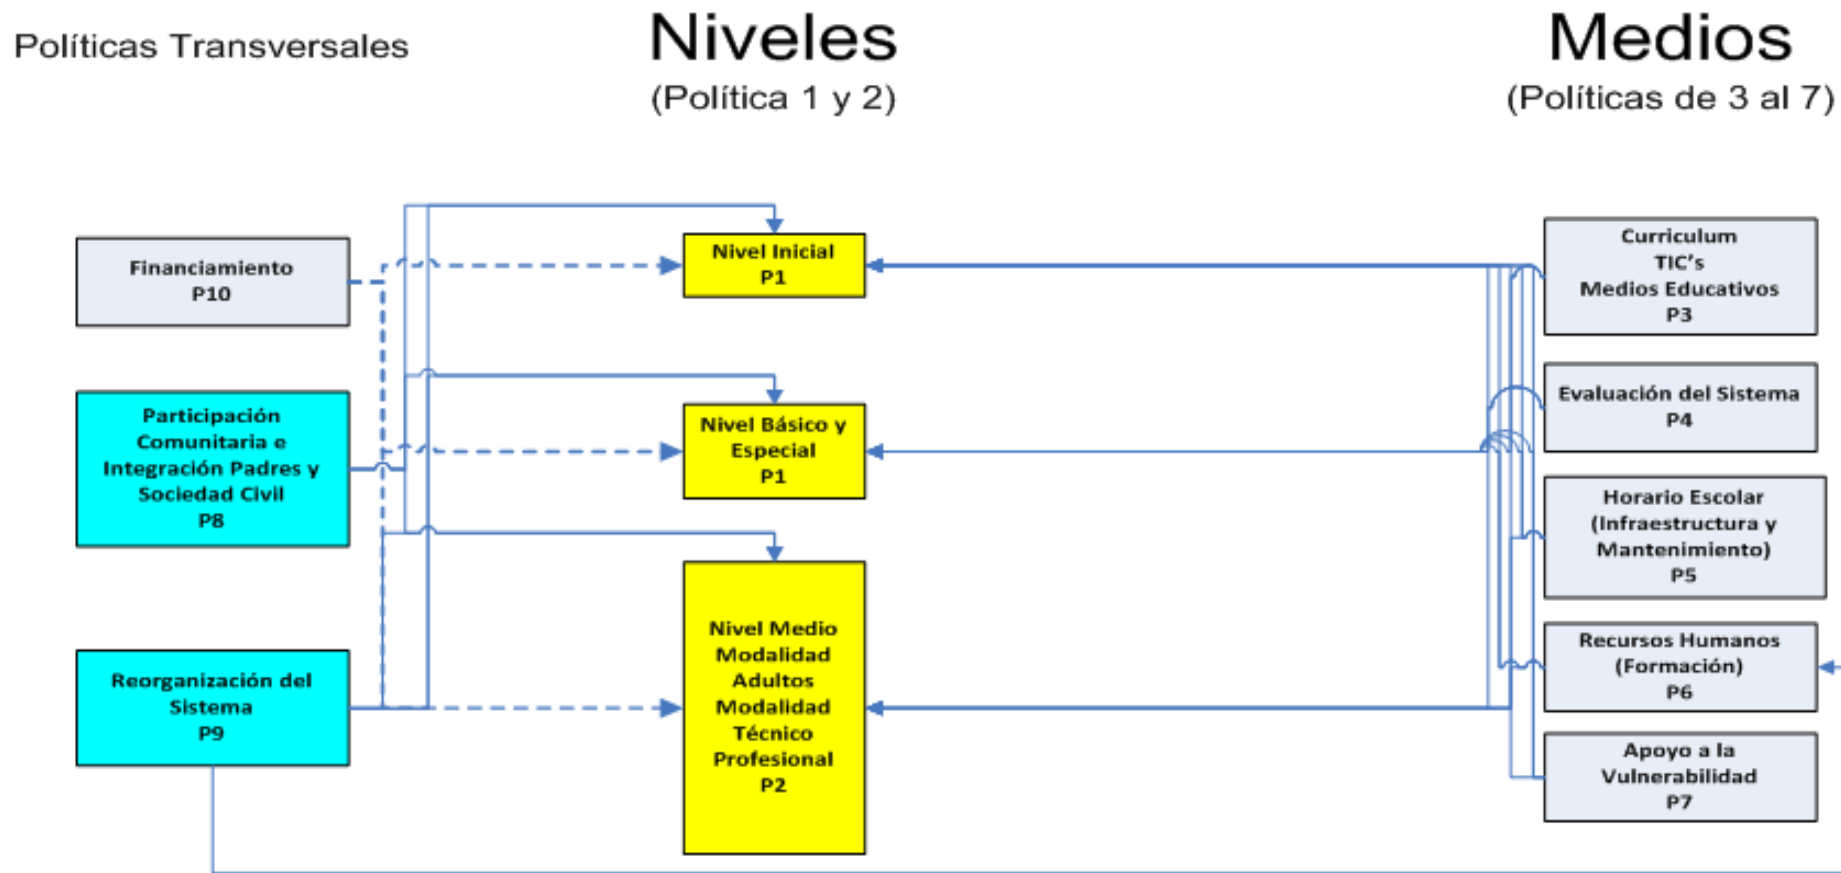 Políticas Transversales
Niveles
(Política 1 y 2)
Medios
(Políticas de 3 al 7)
Financiamiento
P10
Participación
Comunitaria e
Integración Padres y
Sociedad Civil
P8
Reorganización del
Sistema
P9
Nivel Inicial
P1
Nivel Básico y
Especial
P1
Nivel Medio
Modalidad
Adultos
Modalidad
Técnico
Profesional
P2
Curriculum
TIC's
Medios Educativos
P3
Evaluación del Sistema
P4
Horario Escolar
(Infraestructura y
Mantenimiento)
P5
Recursos Humanos
(Formación)
P6
Apoyo a la
Vulnerabilidad
P7